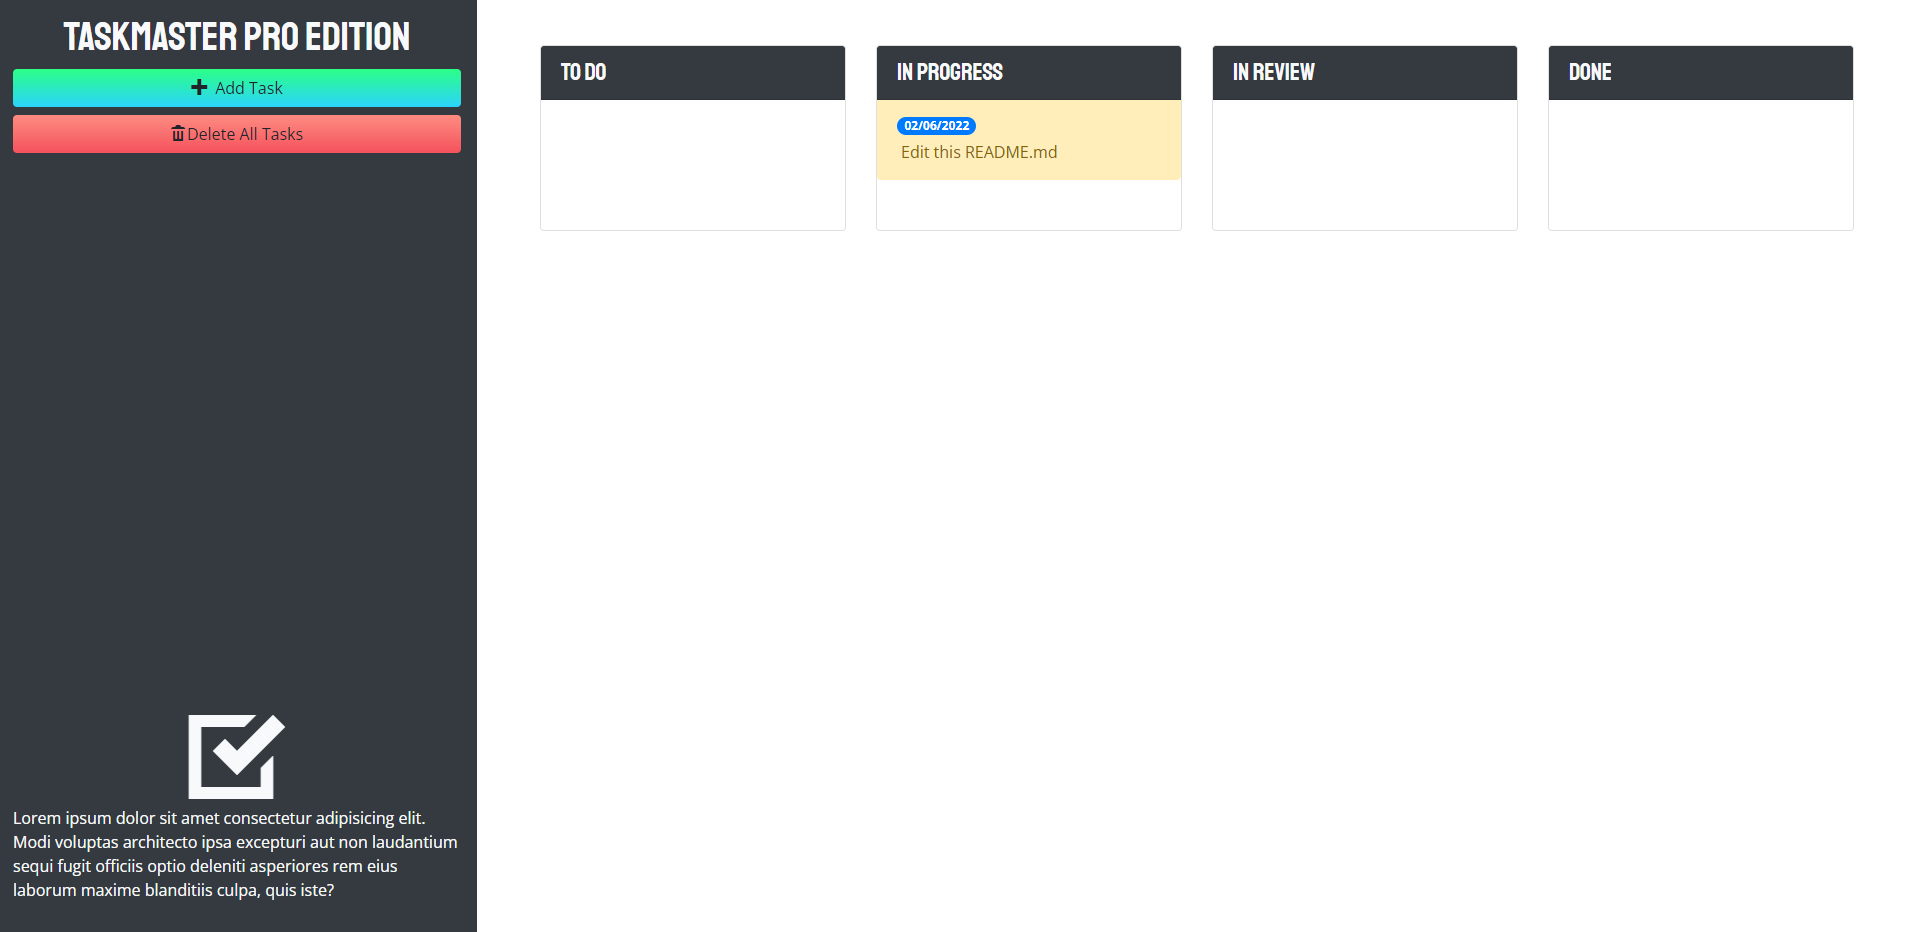 TASKMASTER PRO EDITION
Add Task
Delete All Tasks
Lorem ipsum dolor sit amet consectetur adipisicing elit.
Modi voluptas architecto ipsa excepturi aut non laudantium
sequi fugit officiis optio deleniti asperiores rem eius
laborum maxime blanditiis culpa, quis iste?
TO DO
IN PROGRESS
02/06/2022
Edit this README.md
IN REVIEW
DONE